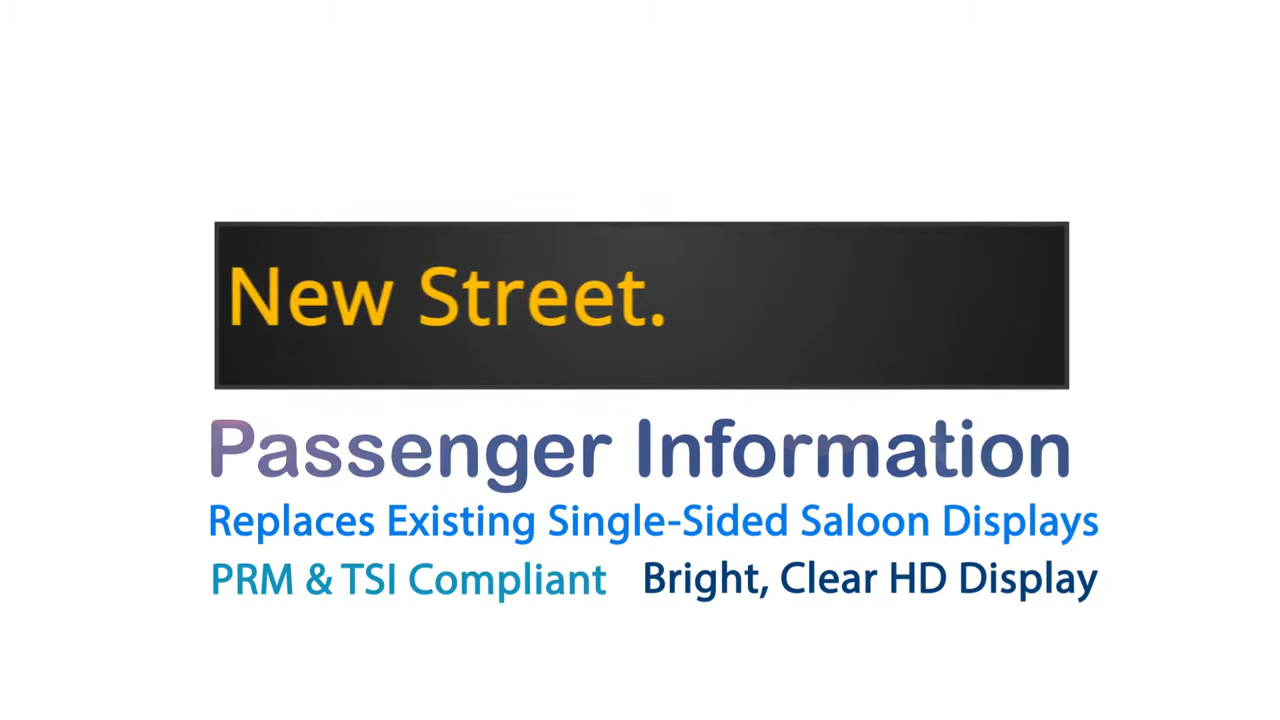 New Street.
Passenger Information
Replaces Existing Single-Sided Saloon Displays
PRM & TSI Compliant Bright, Clear HD Display